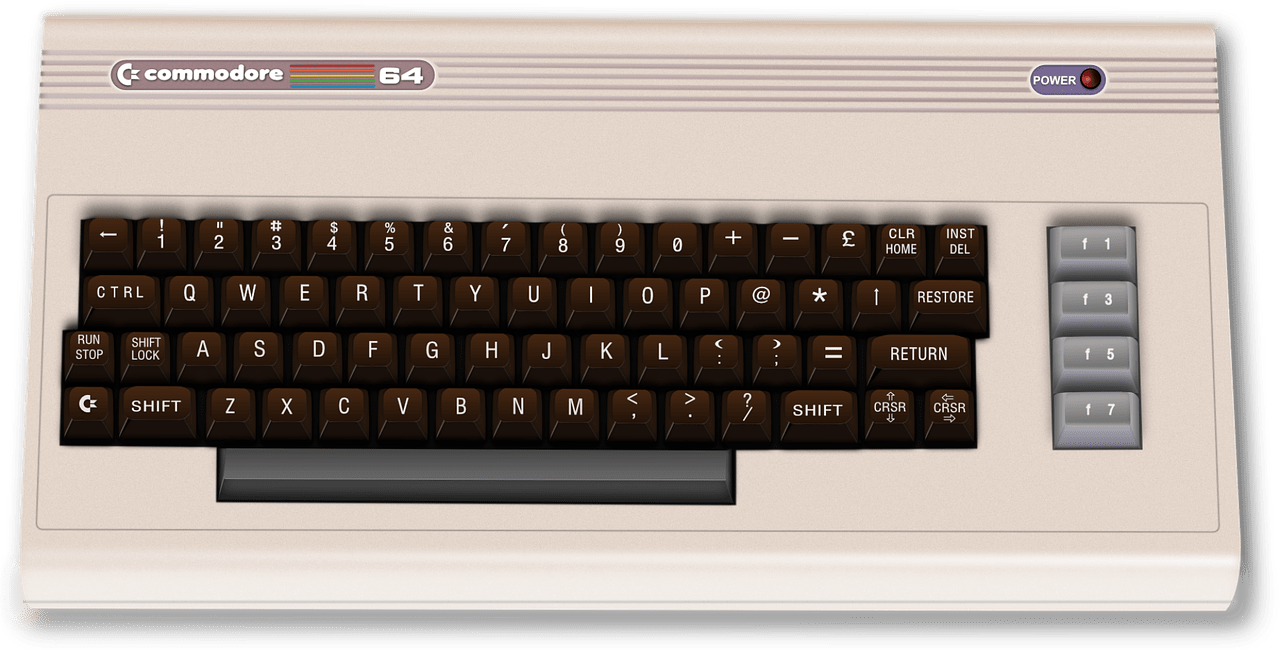 commodore 64
POWER
← ! " # $ % & ' ( )
1 2 3 4 5 6 7 8 9 0 + - £ CLR HOME INST DEL
f 1
CTRL Q W E R T Y U I O P @ * ↑ RESTORE
f 3
RUN STOP SHIFT LOCK A S D F G H J K L < : > ; = RETURN
f 5
SHIFT Z X C V B N M < , > . ? / SHIFT ⇧ CRSR ⇩ ⇦ CRSR ⇨
f 7